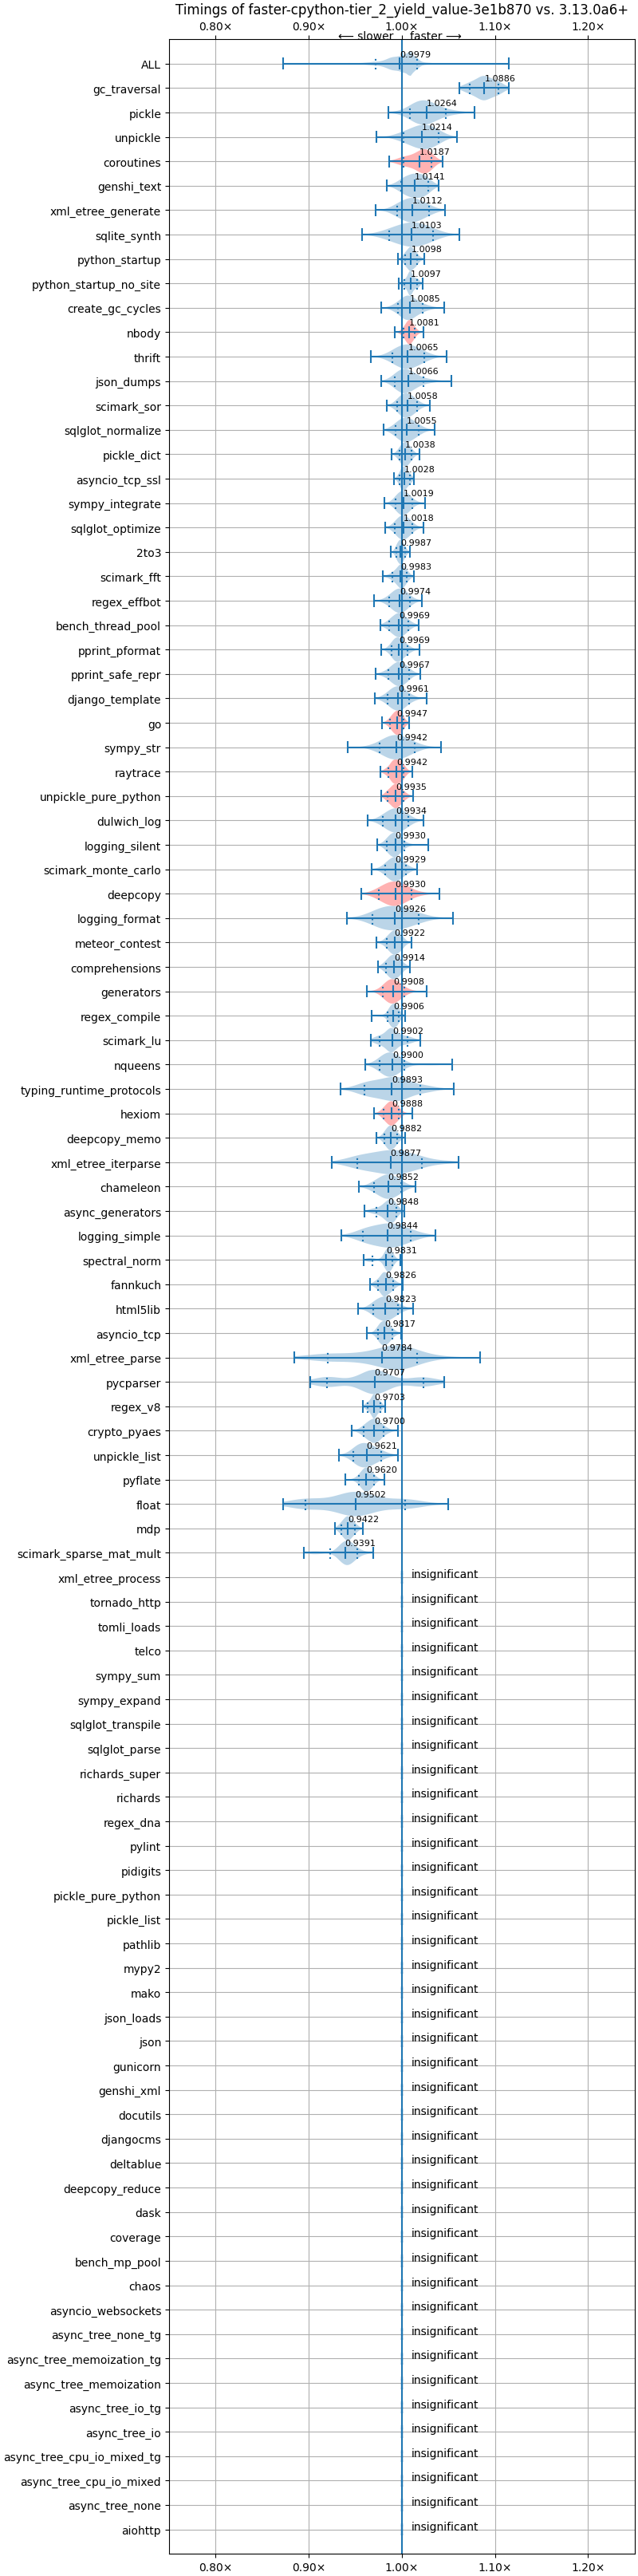 Timings of faster-cpython-tier_2_yield_value-3e1b870 vs. 3.13.0a6+
0.80× 0.90× 1.00× 1.10× 1.20×
⟵ slower faster ⟶
ALL 0.9979
gc_traversal 1.0886
pickle 1.0264
unpickle 1.0214
coroutines 1.0187
genshi_text 1.0141
xml_etree_generate 1.0112
sqlite_synth 1.0103
python_startup 1.0098
python_startup_no_site 1.0097
create_gc_cycles 1.0085
nbody 1.0081
thrift 1.0065
json_dumps 1.0066
scimark_sor 1.0058
sqlglot_normalize 1.0055
pickle_dict 1.0038
asyncio_tcp_ssl 1.0028
sympy_integrate 1.0019
sqlglot_optimize 1.0018
2to3 0.9987
scimark_fft 0.9983
regex_effbot 0.9974
bench_thread_pool 0.9969
pprint_pformat 0.9969
pprint_safe_repr 0.9967
django_template 0.9961
go 0.9947
sympy_str 0.9942
raytrace 0.9942
unpickle_pure_python 0.9935
dulwich_log 0.9934
logging_silent 0.9930
scimark_monte_carlo 0.9929
deepcopy 0.9930
logging_format 0.9926
meteor_contest 0.9922
comprehensions 0.9914
generators 0.9908
regex_compile 0.9906
scimark_lu 0.9902
nqueens 0.9900
typing_runtime_protocols 0.9893
hexiom 0.9888
deepcopy_memo 0.9882
xml_etree_iterparse 0.9877
chameleon 0.9852
async_generators 0.9848
logging_simple 0.9844
spectral_norm 0.9831
fannkuch 0.9826
html5lib 0.9823
asyncio_tcp 0.9817
xml_etree_parse 0.9784
pycparser 0.9707
regex_v8 0.9703
crypto_pyaes 0.9700
unpickle_list 0.9621
pyflate 0.9620
float 0.9502
mdp 0.9422
scimark_sparse_mat_mult 0.9391
xml_etree_process insignificant
tornado_http insignificant
tomli_loads insignificant
telco insignificant
sympy_sum insignificant
sympy_expand insignificant
sqlglot_transpile insignificant
sqlglot_parse insignificant
richards_super insignificant
richards insignificant
regex_dna insignificant
pylint insignificant
pidigits insignificant
pickle_pure_python insignificant
pickle_list insignificant
pathlib insignificant
mypy2 insignificant
mako insignificant
json_loads insignificant
json insignificant
gunicorn insignificant
genshi_xml insignificant
docutils insignificant
djangocms insignificant
deltablue insignificant
deepcopy_reduce insignificant
dask insignificant
coverage insignificant
bench_mp_pool insignificant
chaos insignificant
asyncio_websockets insignificant
async_tree_none_tg insignificant
async_tree_memoization_tg insignificant
async_tree_memoization insignificant
async_tree_io_tg insignificant
async_tree_io insignificant
async_tree_cpu_io_mixed_tg insignificant
async_tree_cpu_io_mixed insignificant
async_tree_none insignificant
aiohttp insignificant
0.80× 0.90× 1.00× 1.10× 1.20×